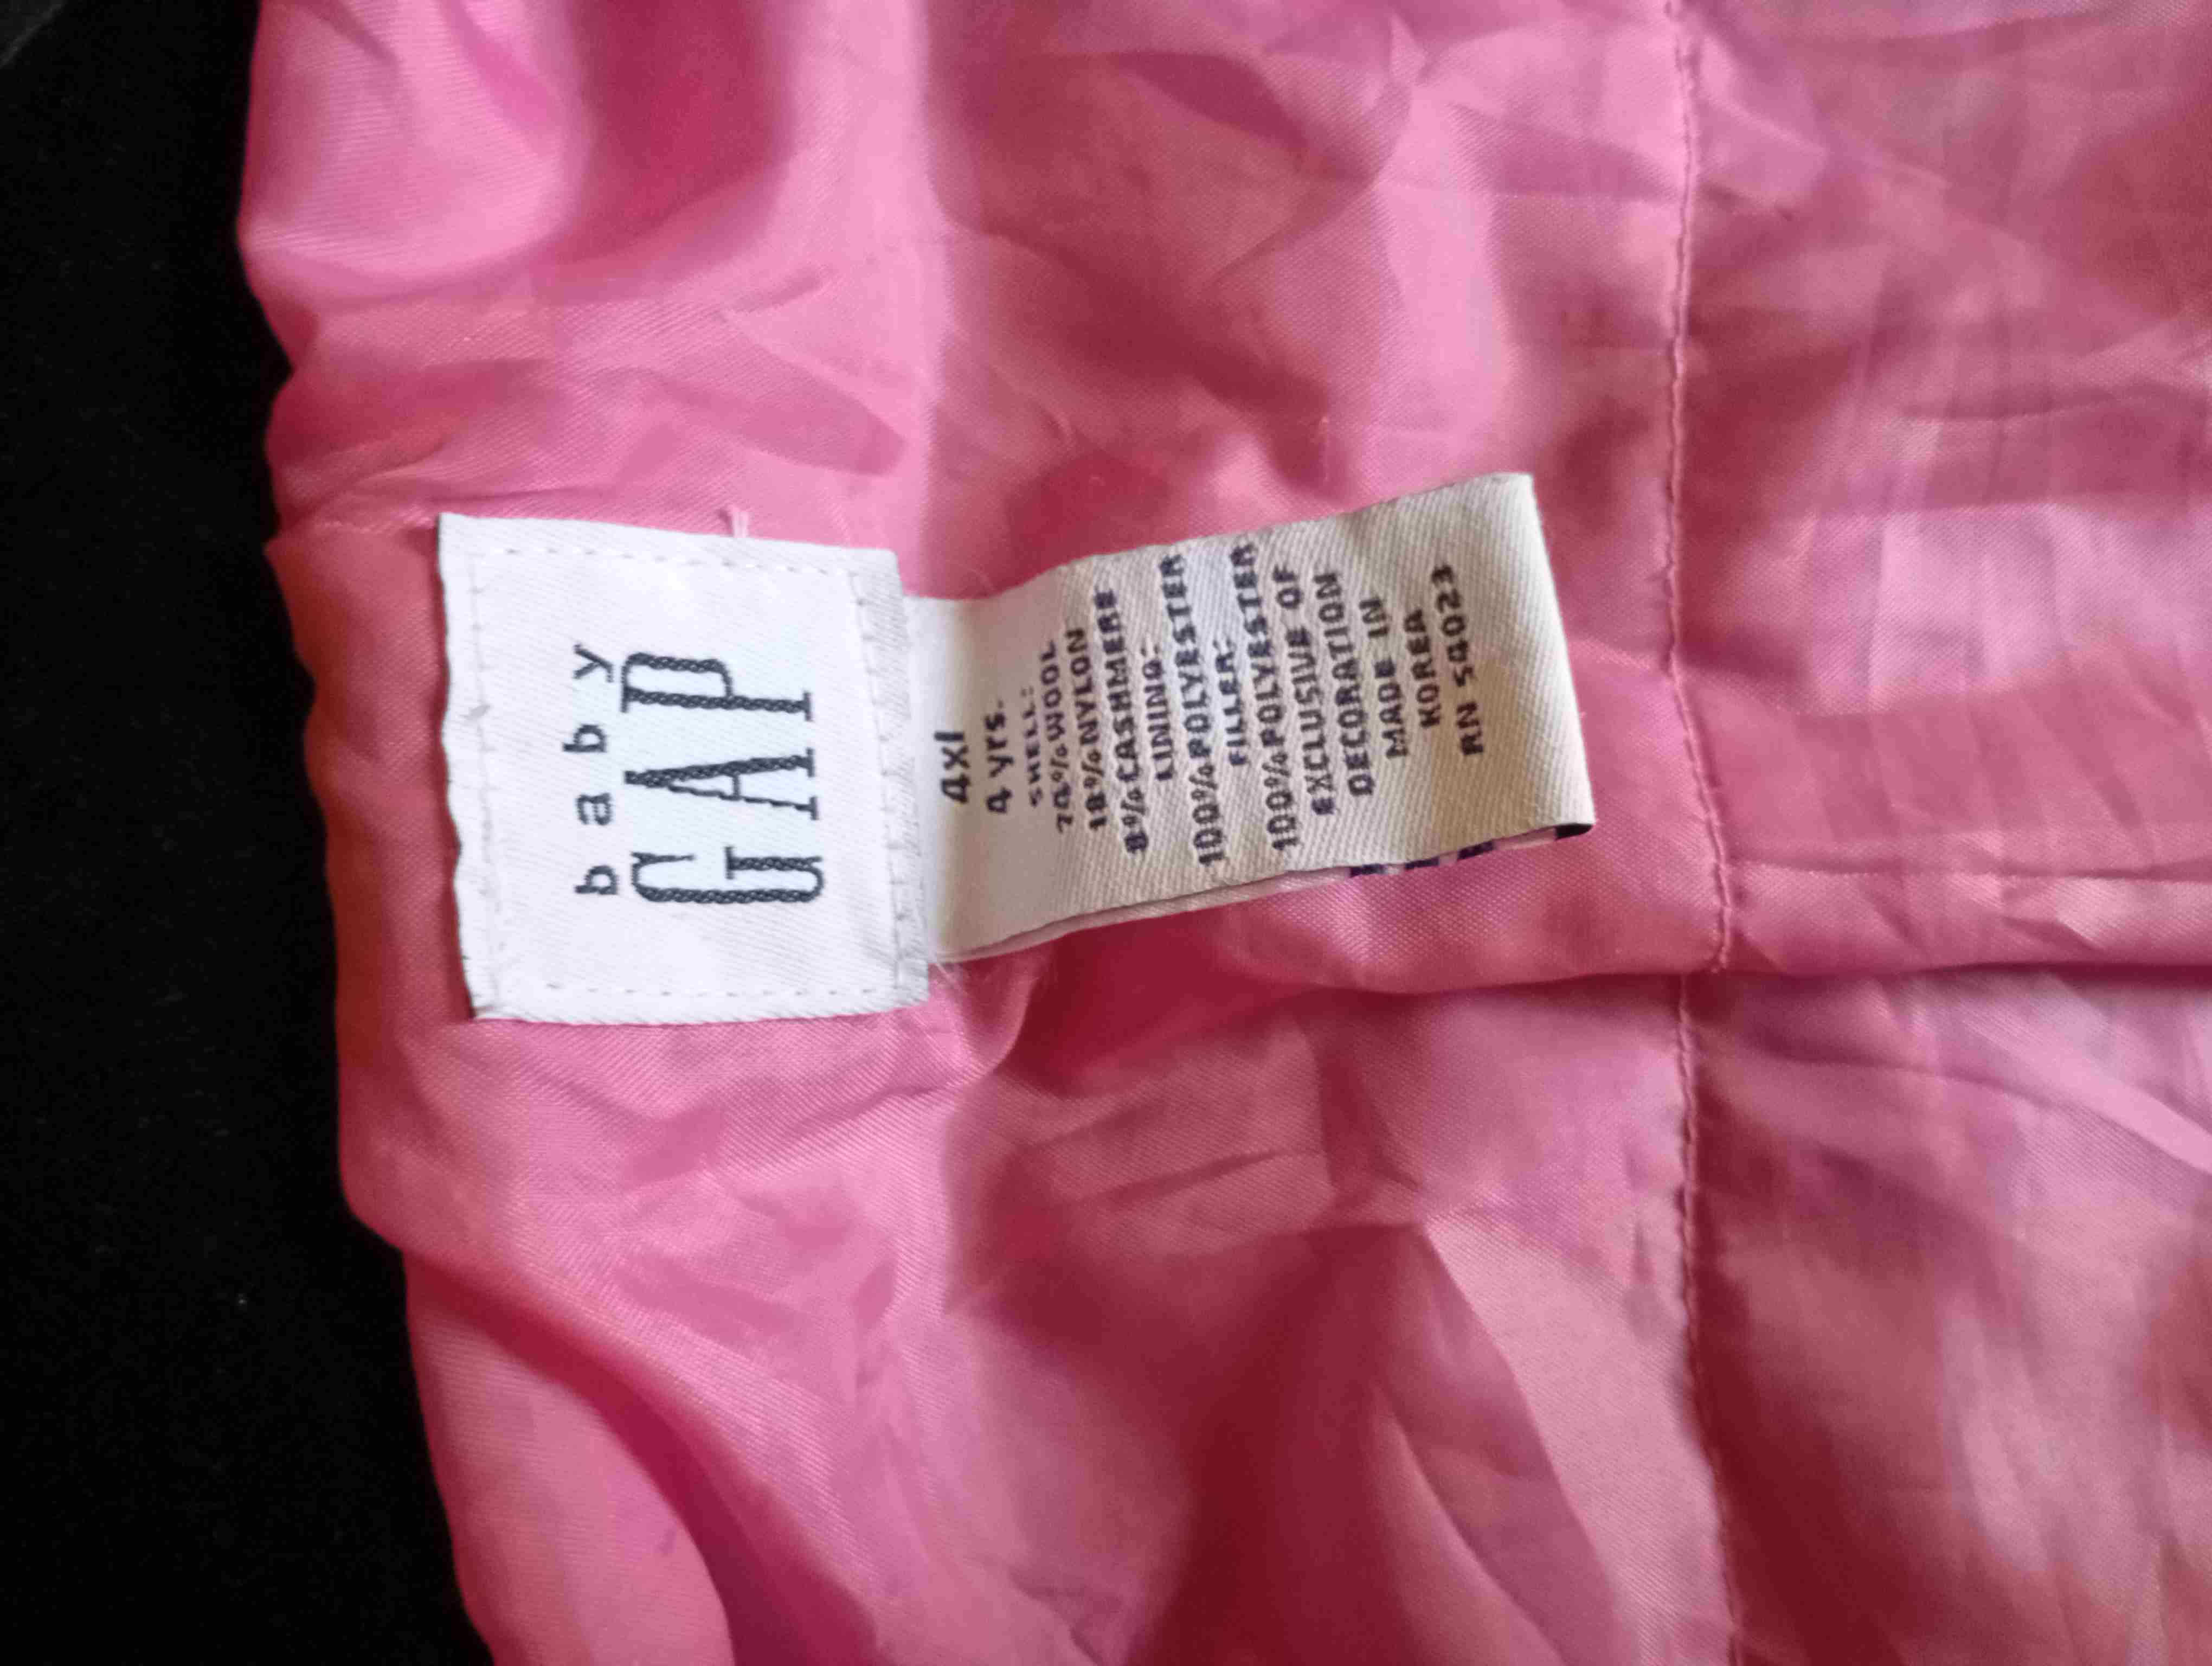 baby
GAP
4xl
4 yrs.
SHELL:
74%WOOL
18%NYLON
8%CASHMERE
LINING:
100%POLYESTER
FILLER:
100%POLYESTER
EXCLUSIVE OF
DECORATION
MADE IN
KOREA
RN 54023